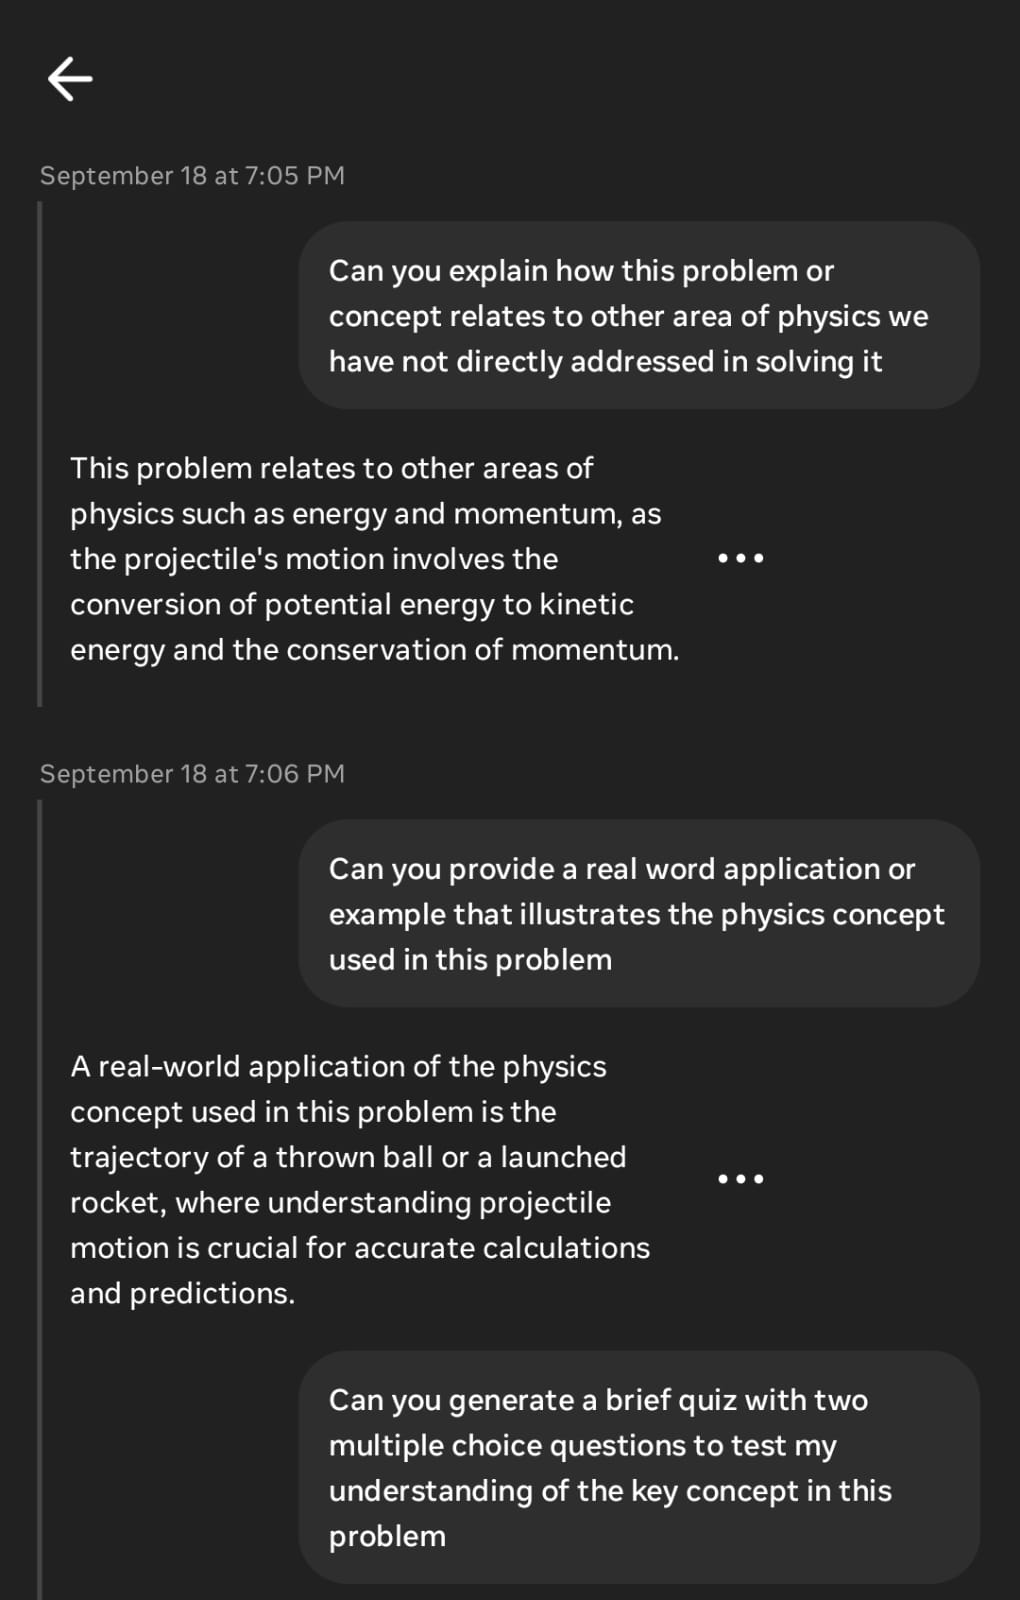 September 18 at 7:05 PM
Can you explain how this problem or
concept relates to other area of physics we
have not directly addressed in solving it
This problem relates to other areas of
physics such as energy and momentum, as
the projectile's motion involves the
conversion of potential energy to kinetic
energy and the conservation of momentum.
September 18 at 7:06 PM
Can you provide a real word application or
example that illustrates the physics concept
used in this problem
A real-world application of the physics
concept used in this problem is the
trajectory of a thrown ball or a launched
rocket, where understanding projectile
motion is crucial for accurate calculations
and predictions.
Can you generate a brief quiz with two
multiple choice questions to test my
understanding of the key concept in this
problem